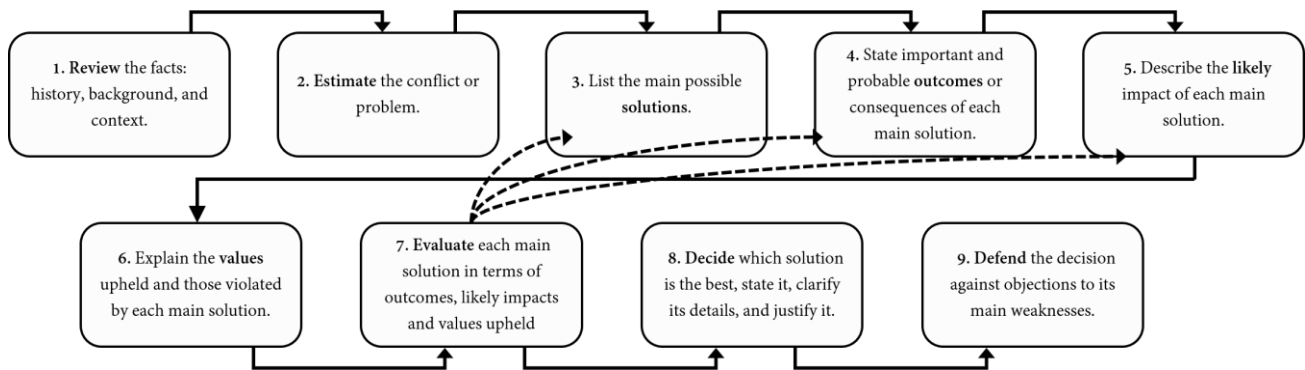 1. Review the facts:
history, background, and
context.
2. Estimate the conflict or
problem.
3. List the main possible
solutions.
4. State important and
probable outcomes or
consequences of each
main solution.
5. Describe the likely
impact of each main
solution.
6. Explain the values
upheld and those violated
by each main solution.
7. Evaluate each main
solution in terms of
outcomes, likely impacts
and values upheld
8. Decide which solution
is the best, state it, clarify
its details, and justify it.
9. Defend the decision
against objections to its
main weaknesses.